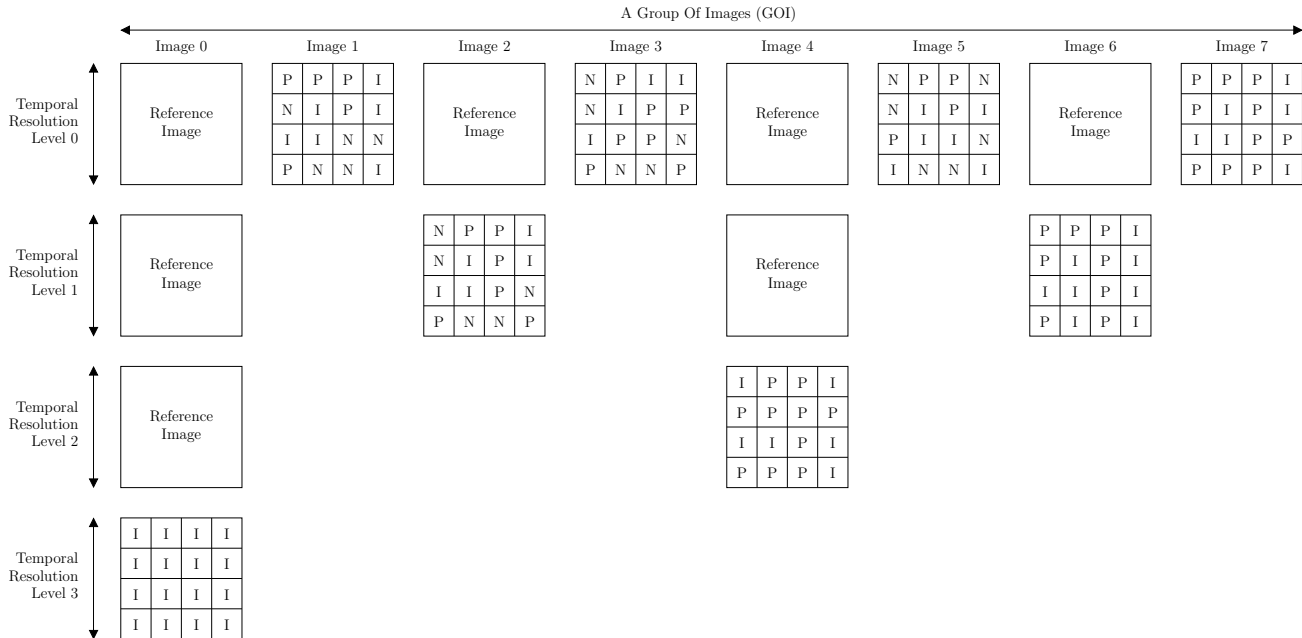 A Group Of Images (GOI)
Image 0 Image 1 Image 2 Image 3 Image 4 Image 5 Image 6 Image 7
Temporal
Resolution
Level 0
Reference
Image
P P P I
N I P I
I I N N
P N N I
Reference
Image
N P I I
N I P P
I P P N
P N N P
Reference
Image
N P P N
N I P I
P I I N
I N N I
Reference
Image
P P P I
P I P I
I I P P
P P P I
Temporal
Resolution
Level 1
Reference
Image
N P P I
N I P I
I I P N
P N N P
Reference
Image
P P P I
P I P I
I I P I
P I P I
Temporal
Resolution
Level 2
Reference
Image
I P P I
P P P P
I I P I
P P P I
Temporal
Resolution
Level 3
I I I I
I I I I
I I I I
I I I I